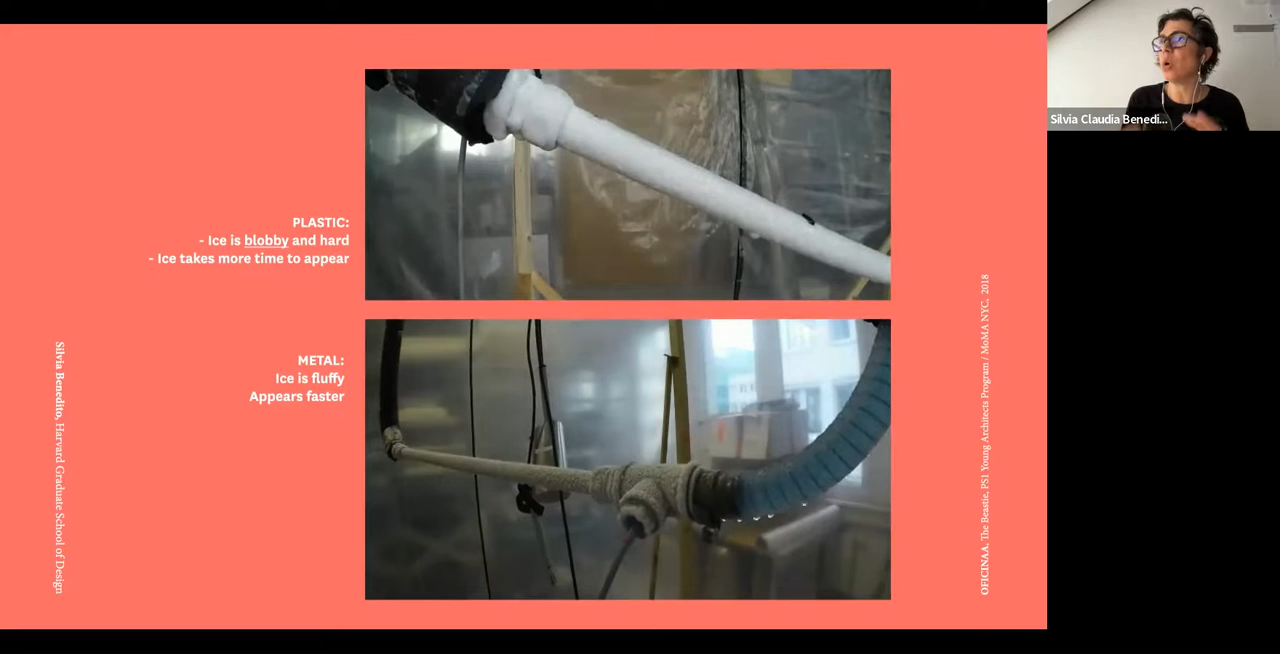 PLASTIC:
- Ice is blobby and hard
- Ice takes more time to appear
METAL:
Ice is fluffy
Appears faster
Silvia Benedito, Harvard Graduate School of Design
OFICINAA, The Beastie, PS1 Young Architects Program / MoMA NYC, 2018
Silvia Claudia Benedi...